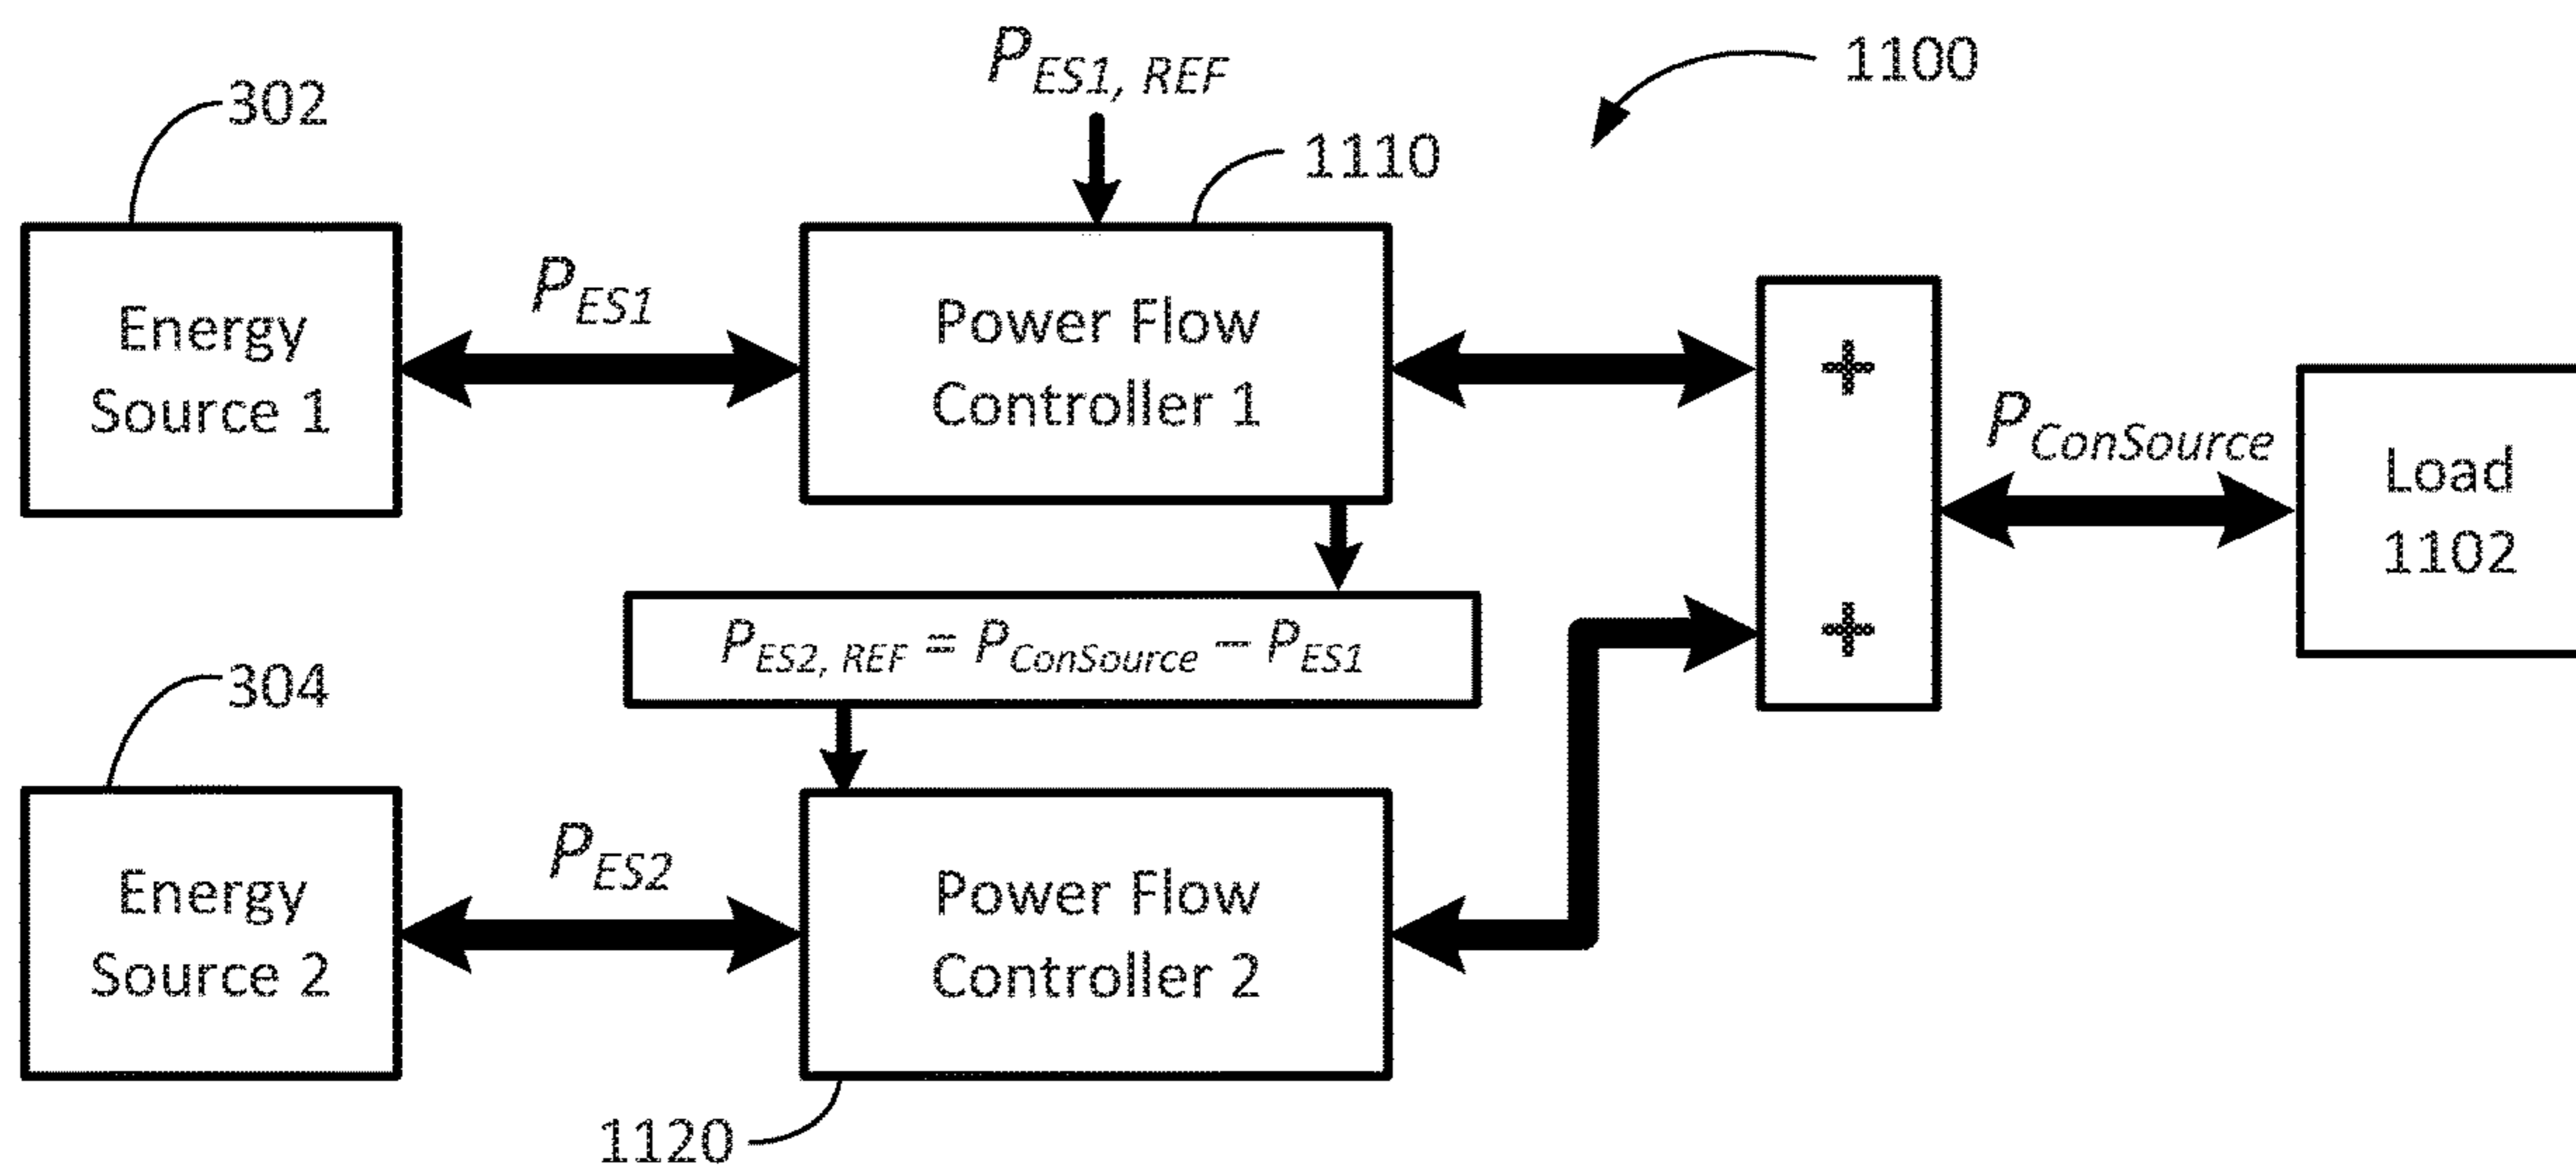 P_ES1, REF
1100
302
1110
Energy
Source 1
P_ES1
Power Flow
Controller 1
+
P_ConSource
Load
1102
P_ES2, REF = P_ConSource − P_ES1
+
304
Energy
Source 2
P_ES2
Power Flow
Controller 2
1120